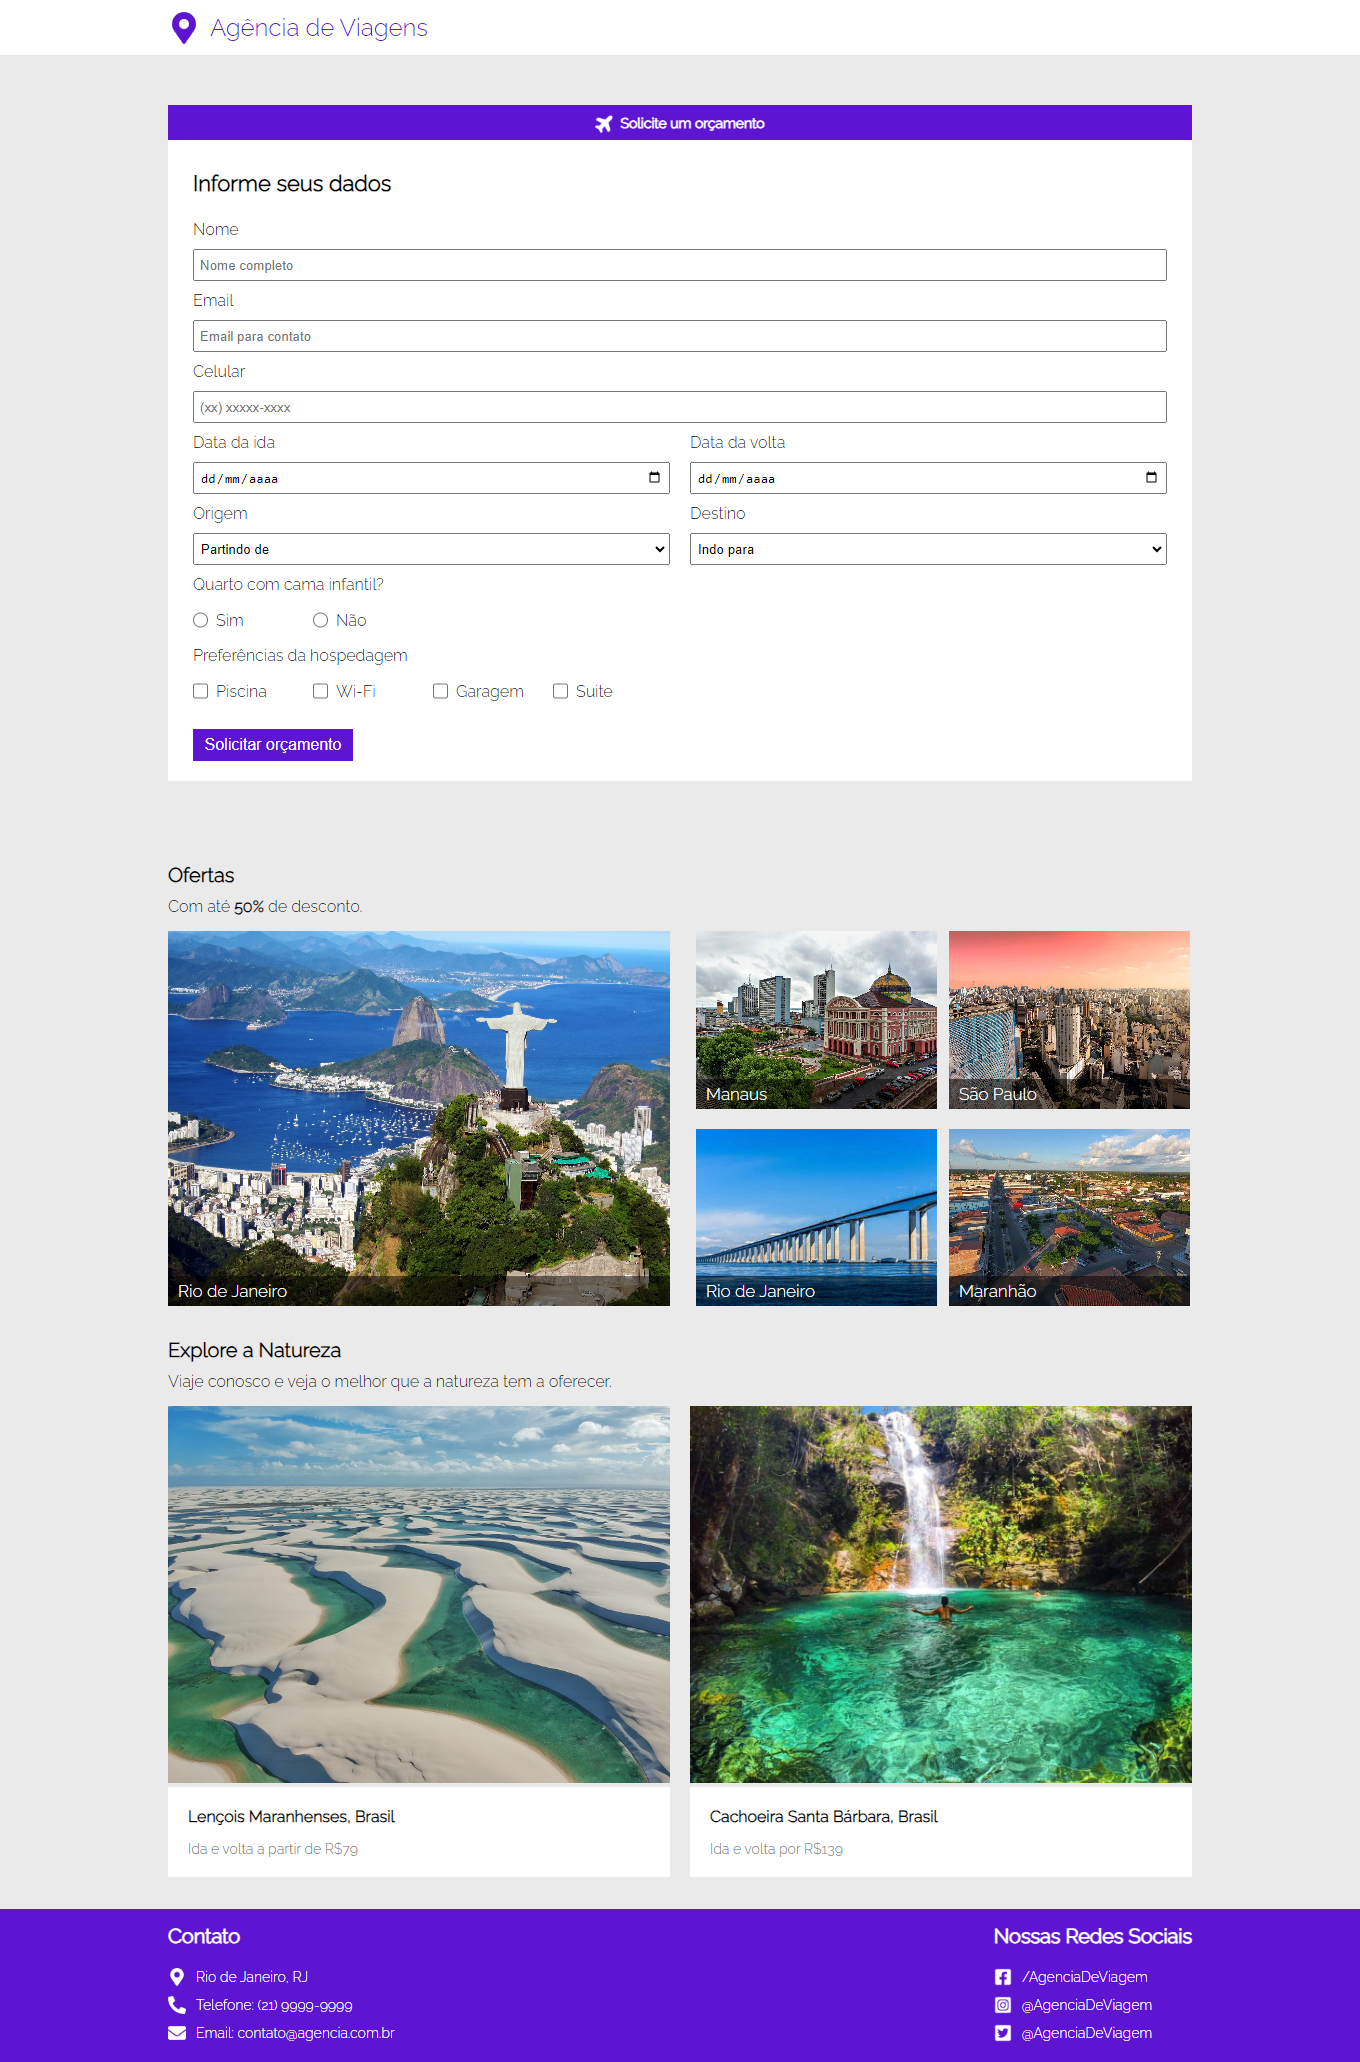 Agência de Viagens
Solicite um orçamento
Informe seus dados
Nome
Nome completo
Email
Email para contato
Celular
(xx) xxxxx-xxxx
Data da ida Data da volta
dd/mm/aaaa dd/mm/aaaa
Origem Destino
Partindo de Indo para
Quarto com cama infantil?
Sim Não
Preferências da hospedagem
Piscina Wi-Fi Garagem Suite
Solicitar orçamento
Ofertas
Com até 50% de desconto.
Manaus São Paulo
Rio de Janeiro Rio de Janeiro Maranhão
Explore a Natureza
Viaje conosco e veja o melhor que a natureza tem a oferecer.
Lençois Maranhenses, Brasil
Ida e volta a partir de R$79
Cachoeira Santa Bárbara, Brasil
Ida e volta por R$139
Contato
Rio de Janeiro, RJ
Telefone: (21) 9999-9999
Email: contato@agencia.com.br
Nossas Redes Sociais
/AgenciaDeViagem
@AgenciaDeViagem
@AgenciaDeViagem